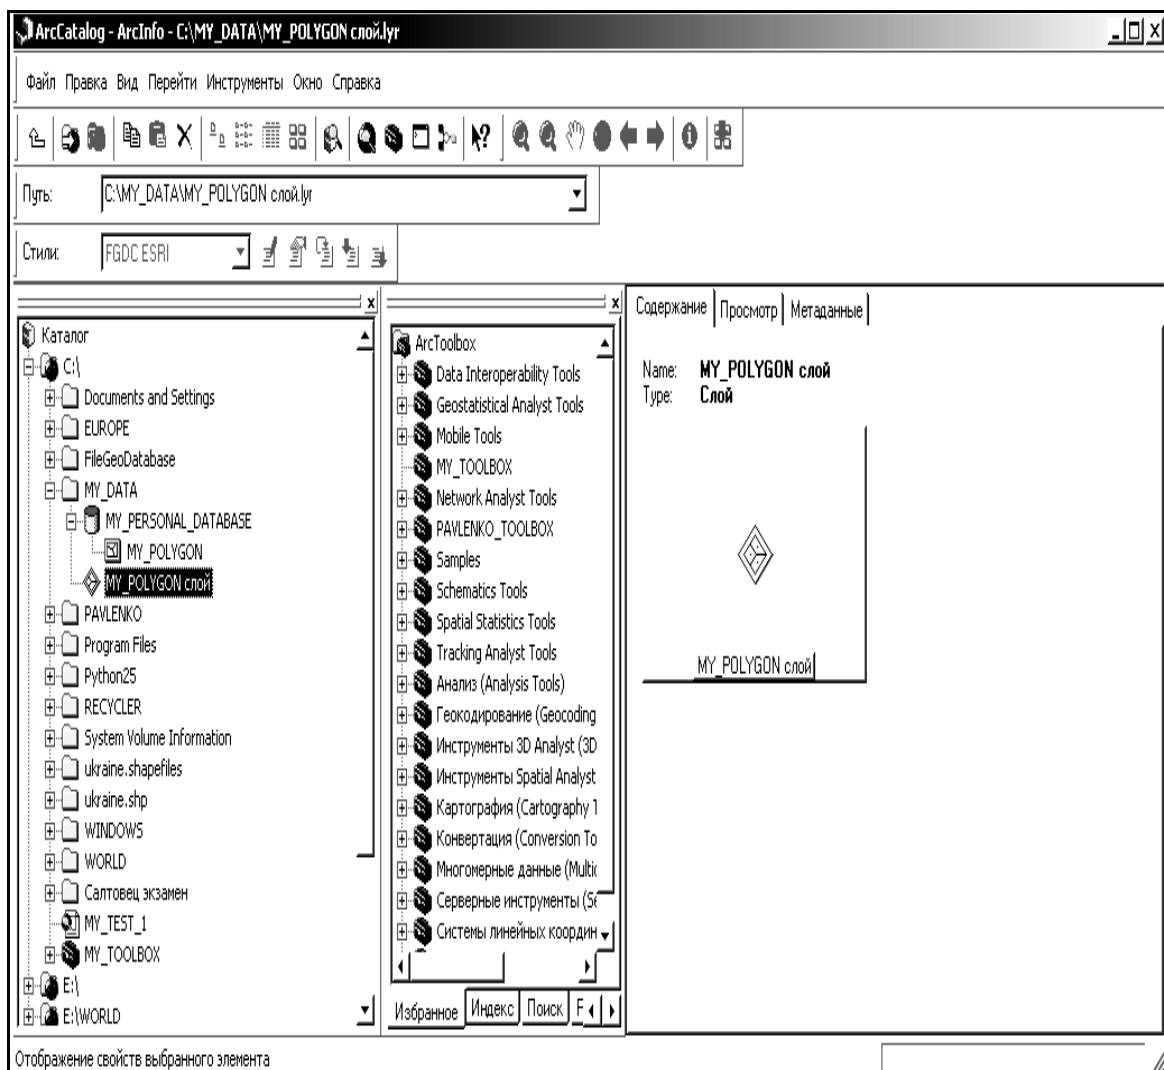 ArcCatalog - ArcInfo - C:\MY_DATA\MY_POLYGON слой.lyr
Файл Правка Вид Перейти Инструменты Окно Справка
Путь: C:\MY_DATA\MY_POLYGON слой.lyr
Стили: FGDC ESRI
Каталог
C:\
Documents and Settings
EUROPE
FileGeoDatabase
MY_DATA
MY_PERSONAL_DATABASE
MY_POLYGON
MY_POLYGON слой
PAVLENKO
Program Files
Python25
RECYCLER
System Volume Information
ukraine.shapefiles
ukraine.shp
WINDOWS
WORLD
Салтовец экзамен
MY_TEST_1
MY_TOOLBOX
E:\
E:\WORLD
ArcToolbox
Data Interoperability Tools
Geostatistical Analyst Tools
Mobile Tools
MY_TOOLBOX
Network Analyst Tools
PAVLENKO_TOOLBOX
Samples
Schematics Tools
Spatial Statistics Tools
Tracking Analyst Tools
Анализ (Analysis Tools)
Геокодирование (Geocoding
Инструменты 3D Analyst (3D
Инструменты Spatial Analyst
Картография (Cartography T
Конвертация (Conversion To
Многомерные данные (Multi
Серверные инструменты (Se
Системы линейных координ
Избранное Индекс Поиск F
Содержание Просмотр Метаданные
Name: MY_POLYGON слой
Type: Слой
MY_POLYGON слой
Отображение свойств выбранного элемента